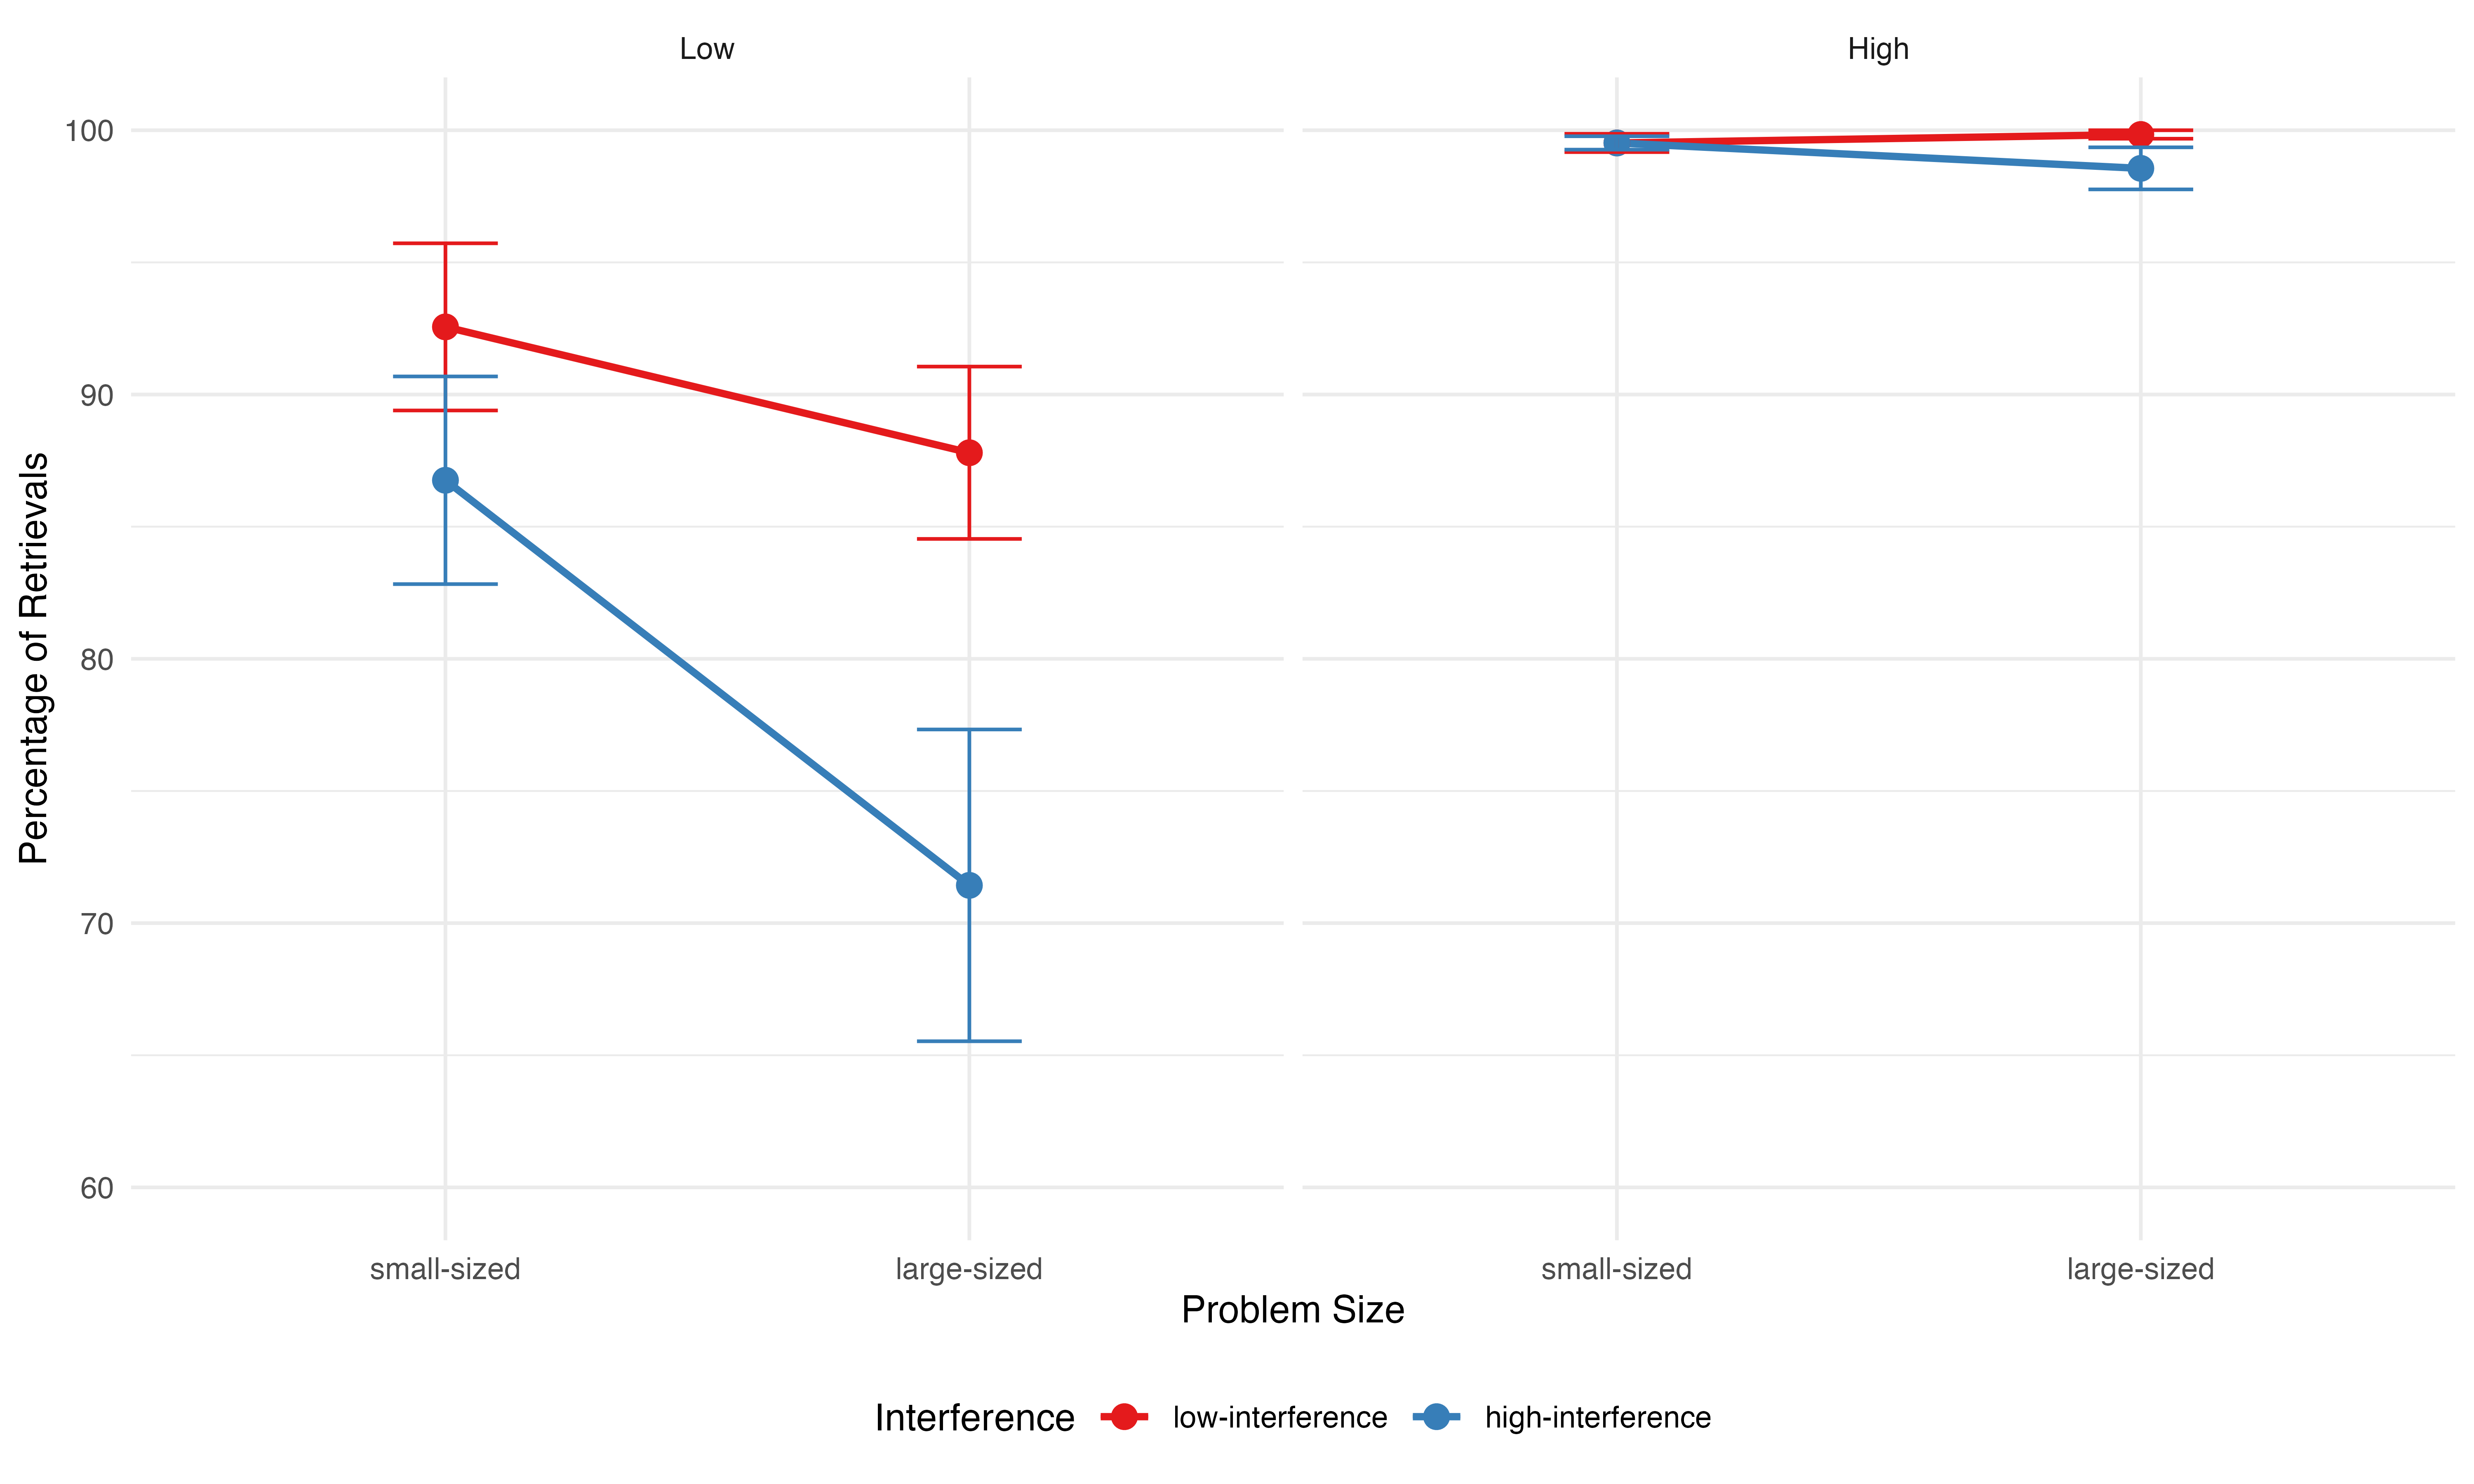 Low
High
100
90
80
70
60
Percentage of Retrievals
small-sized
large-sized
small-sized
large-sized
Problem Size
Interference
low-interference
high-interference